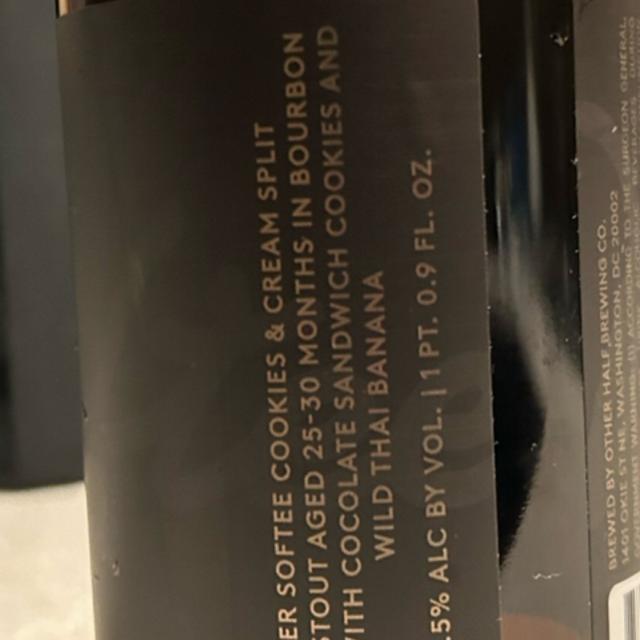 ER SOFTEE COOKIES & CREAM SPLIT
STOUT AGED 25-30 MONTHS IN BOURBON
WITH COCOLATE SANDWICH COOKIES AND
WILD THAI BANANA
.5% ALC BY VOL. | 1 PT. 0.9 FL. OZ.
BREWED BY OTHER HALF BREWING CO.